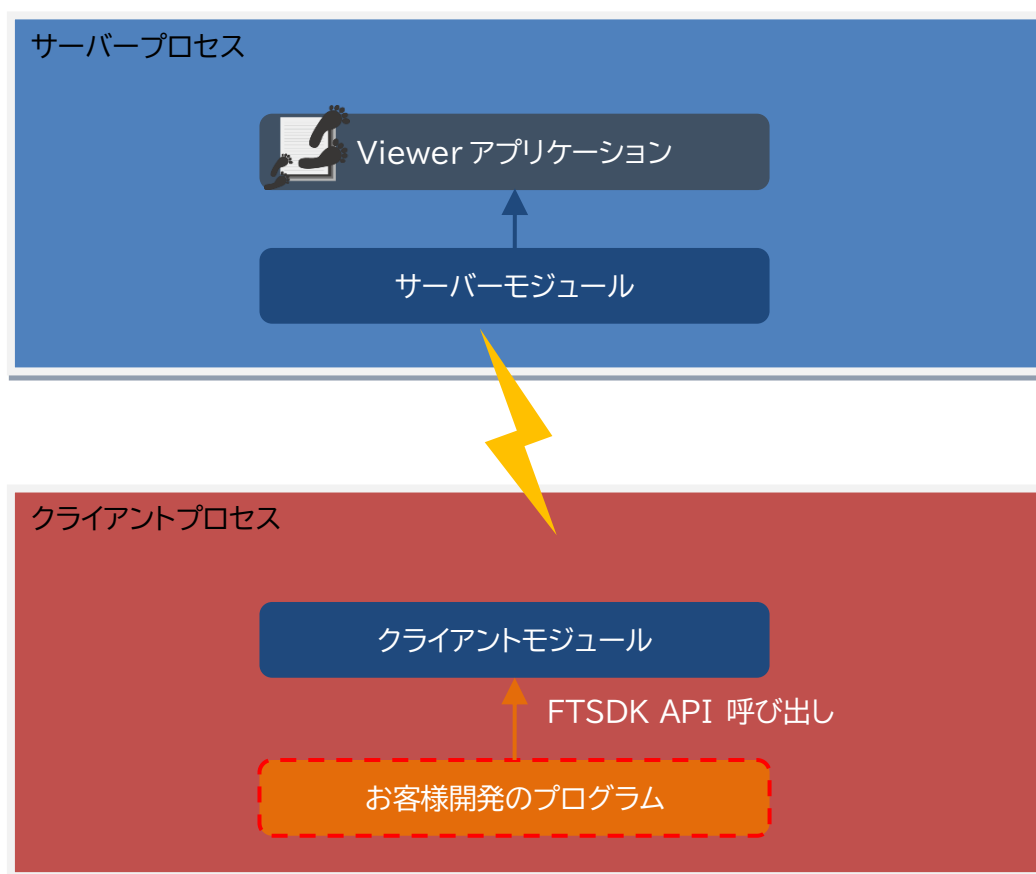 サーバープロセス
Viewer アプリケーション
サーバーモジュール
クライアントプロセス
クライアントモジュール
FTSDK API 呼び出し
お客様開発のプログラム